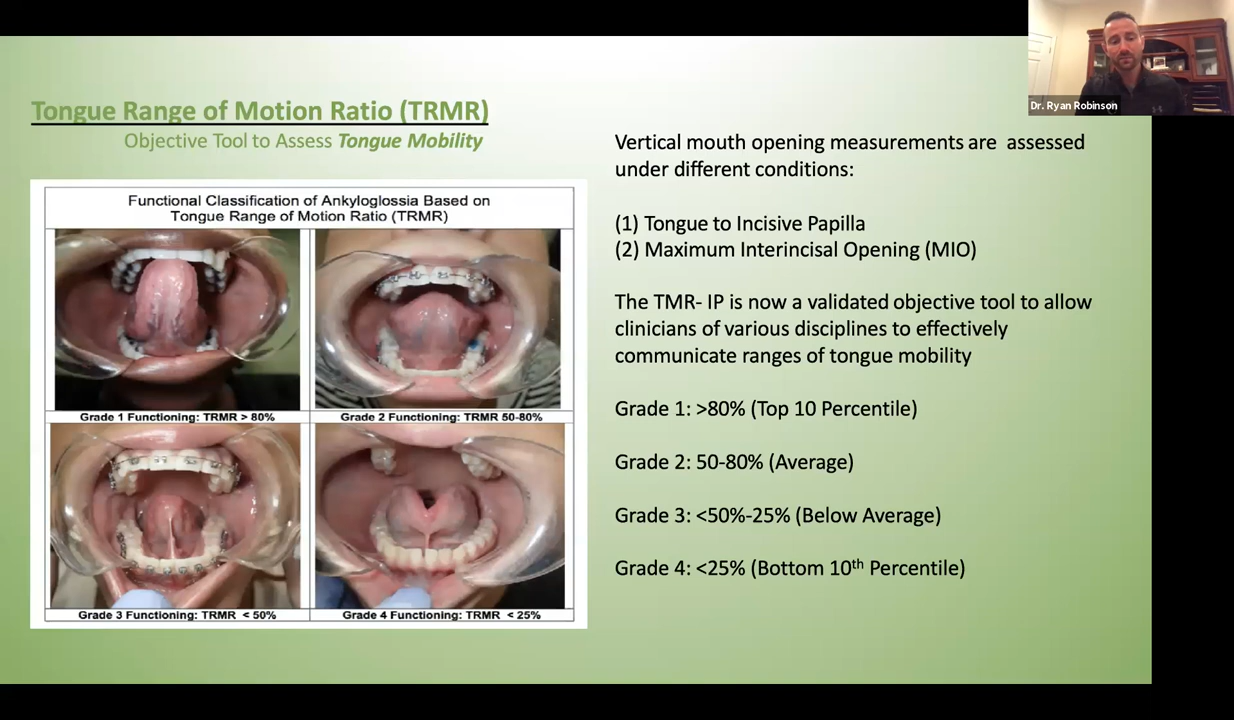 Dr. Ryan Robinson
Tongue Range of Motion Ratio (TRMR)
Objective Tool to Assess Tongue Mobility
Functional Classification of Ankyloglossia Based on
Tongue Range of Motion Ratio (TRMR)
Grade 1 Functioning: TRMR > 80%
Grade 2 Functioning: TRMR 50-80%
Grade 3 Functioning: TRMR < 50%
Grade 4 Functioning: TRMR < 25%
Vertical mouth opening measurements are assessed
under different conditions:
(1) Tongue to Incisive Papilla
(2) Maximum Interincisal Opening (MIO)
The TMR- IP is now a validated objective tool to allow
clinicians of various disciplines to effectively
communicate ranges of tongue mobility
Grade 1: >80% (Top 10 Percentile)
Grade 2: 50-80% (Average)
Grade 3: <50%-25% (Below Average)
Grade 4: <25% (Bottom 10th Percentile)